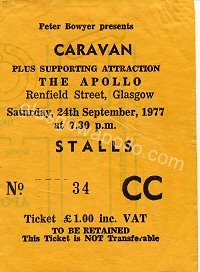 Peter Bowyer presents
CARAVAN
PLUS SUPPORTING ATTRACTION
THE APOLLO
Renfield Street, Glasgow
Saturday, 24th September, 1977
at 7.30 p.m.
STALLS
No 34 CC
Ticket £1.00 inc. VAT
TO BE RETAINED
This Ticket is NOT Transferable